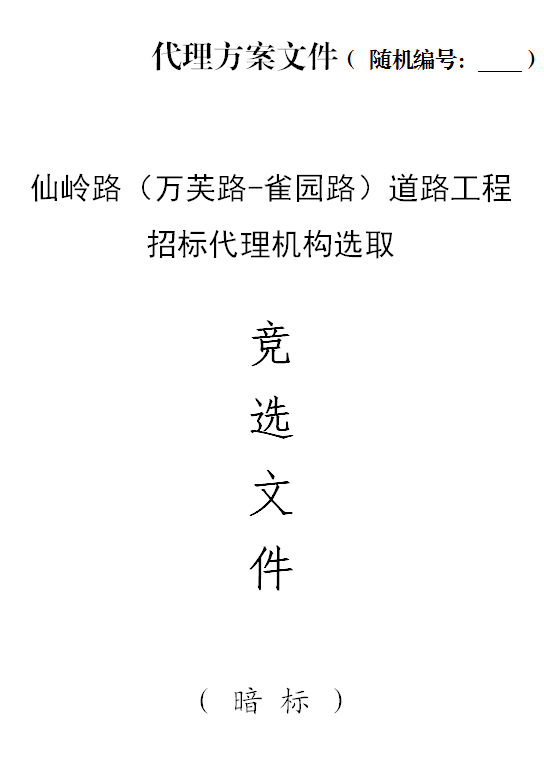 代理方案文件（ 随机编号：____ ）
仙岭路（万芙路-雀园路）道路工程
招标代理机构选取
竞
选
文
件
（ 暗 标 ）